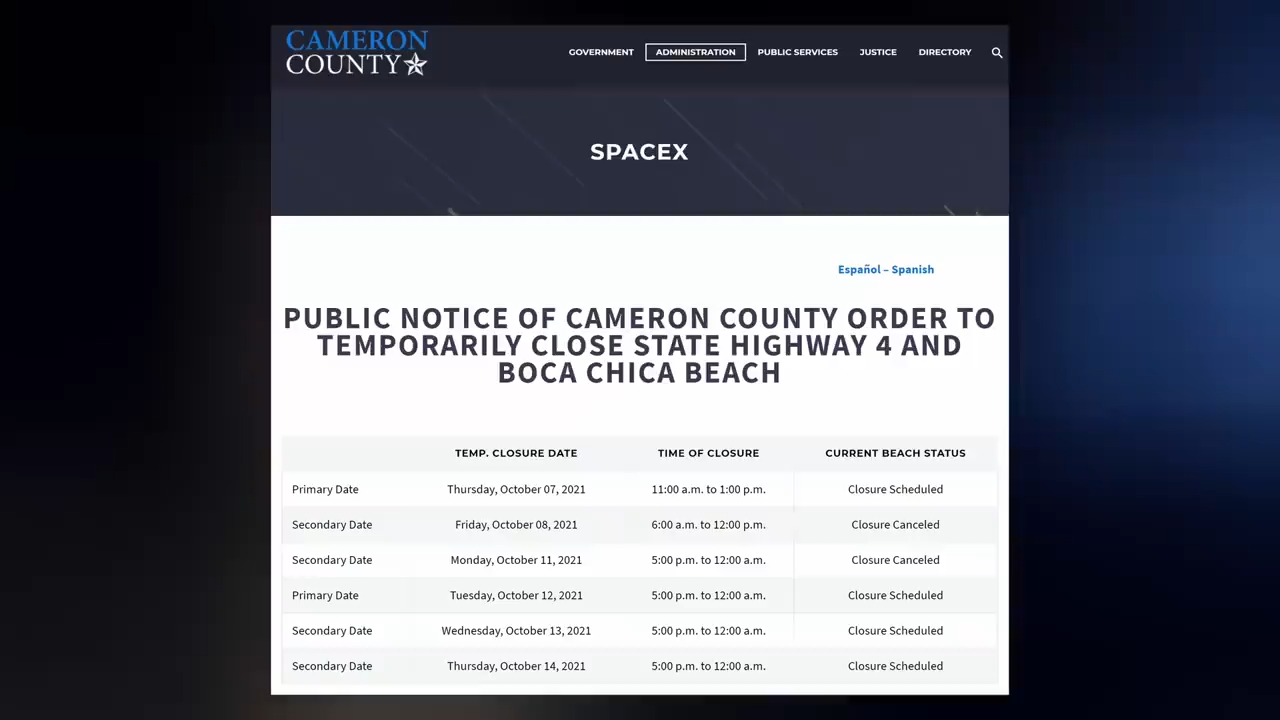 CAMERON
COUNTY
GOVERNMENT ADMINISTRATION PUBLIC SERVICES JUSTICE DIRECTORY
SPACEX
Español – Spanish
PUBLIC NOTICE OF CAMERON COUNTY ORDER TO
TEMPORARILY CLOSE STATE HIGHWAY 4 AND
BOCA CHICA BEACH
TEMP. CLOSURE DATE TIME OF CLOSURE CURRENT BEACH STATUS
Primary Date Thursday, October 07, 2021 11:00 a.m. to 1:00 p.m. Closure Scheduled
Secondary Date Friday, October 08, 2021 6:00 a.m. to 12:00 p.m. Closure Canceled
Secondary Date Monday, October 11, 2021 5:00 p.m. to 12:00 a.m. Closure Canceled
Primary Date Tuesday, October 12, 2021 5:00 p.m. to 12:00 a.m. Closure Scheduled
Secondary Date Wednesday, October 13, 2021 5:00 p.m. to 12:00 a.m. Closure Scheduled
Secondary Date Thursday, October 14, 2021 5:00 p.m. to 12:00 a.m. Closure Scheduled